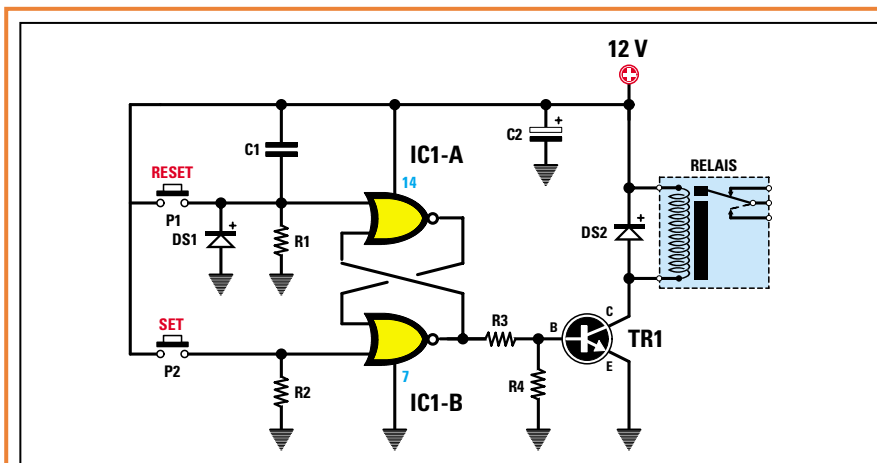 12 V
C1
C2
IC1-A
RELAIS
RESET
14
P1
DS1
R1
DS2
SET
R3
B
C
TR1
P2
R2
7
R4
E
IC1-B